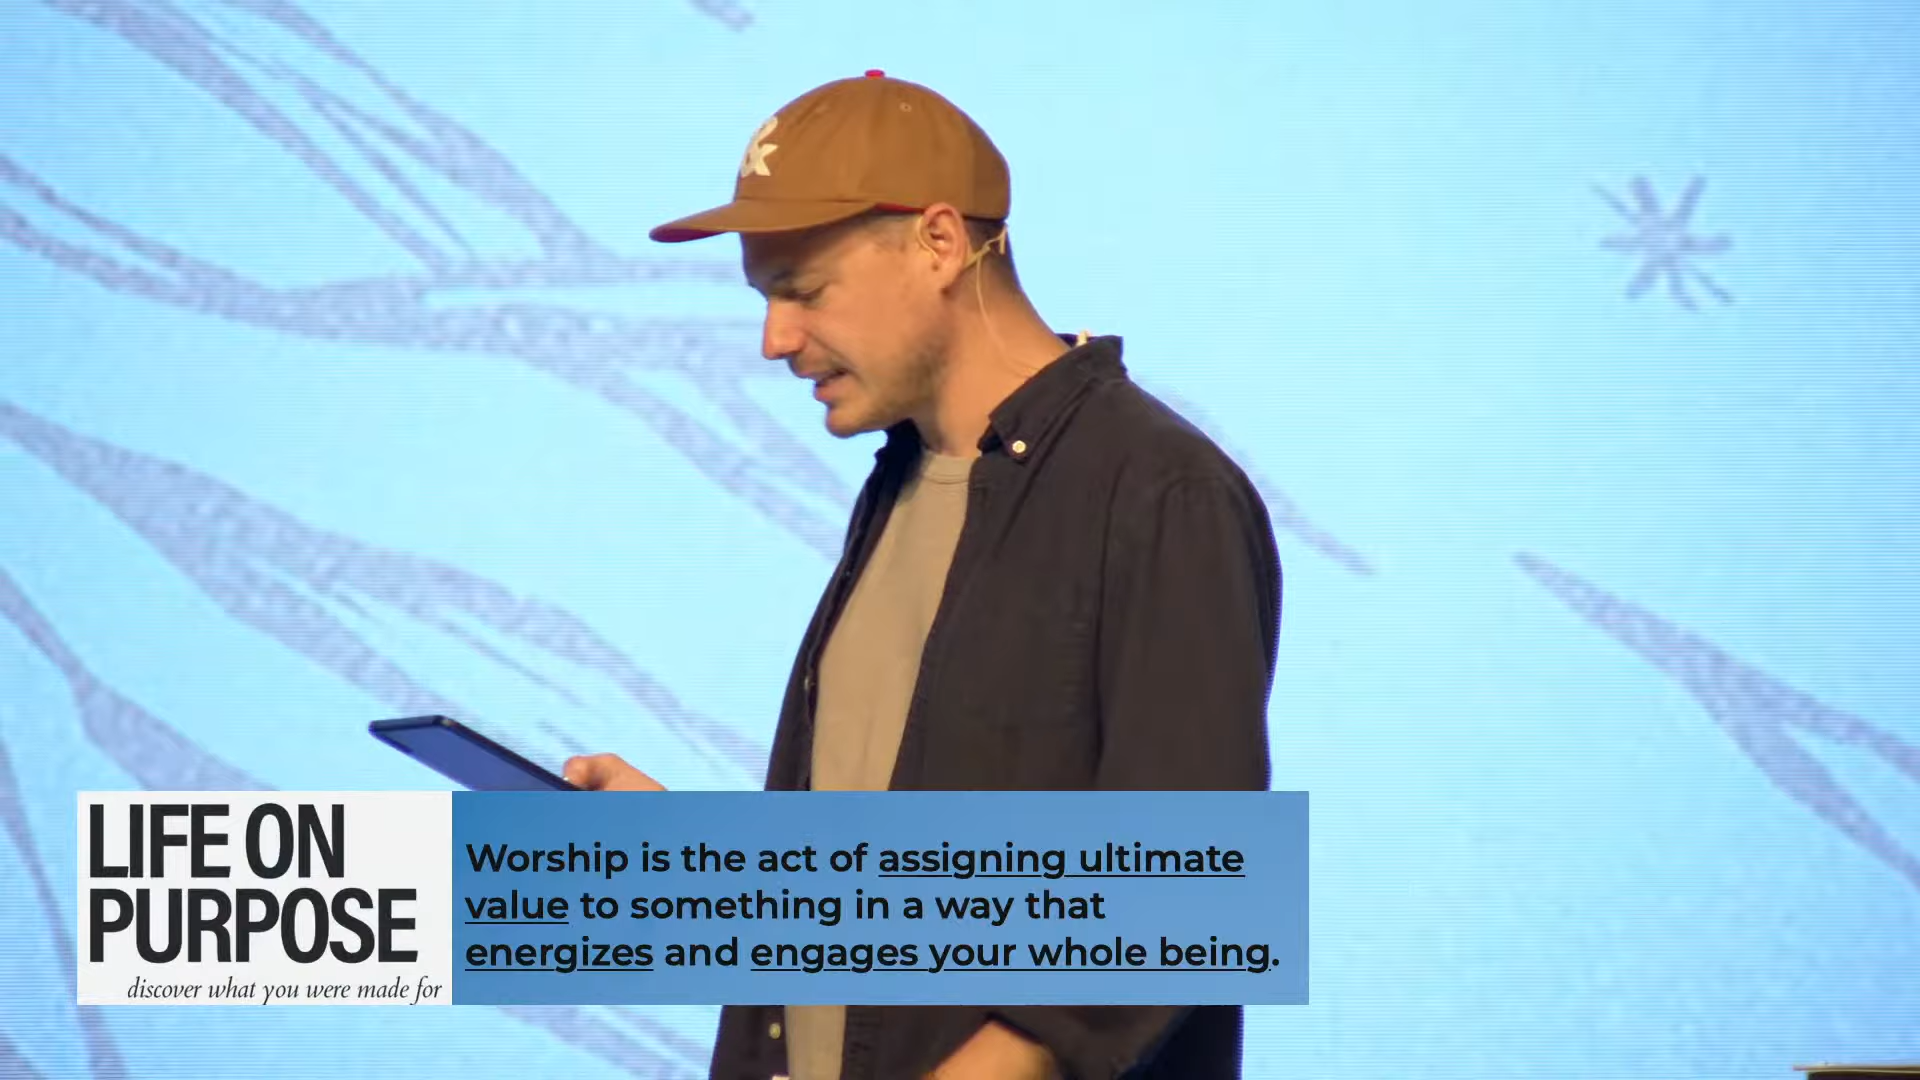 &
LIFE ON
PURPOSE
discover what you were made for
Worship is the act of assigning ultimate
value to something in a way that
energizes and engages your whole being.